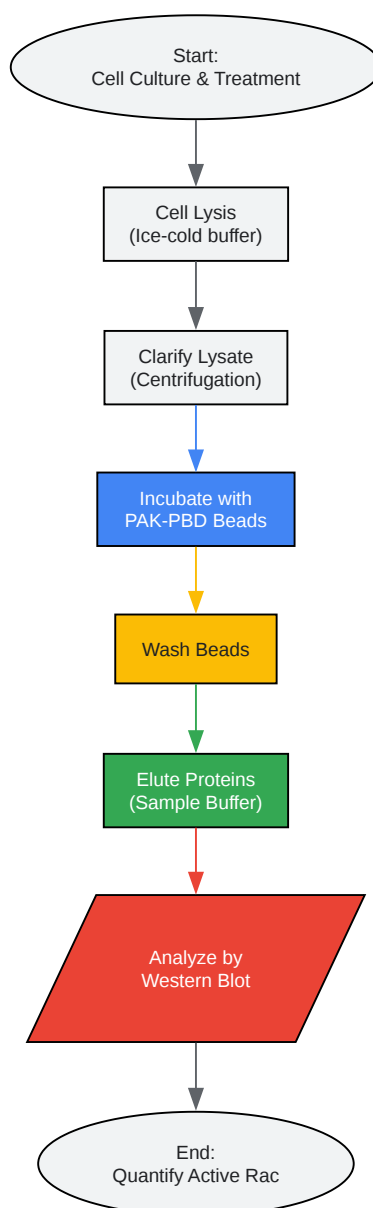 Start:
Cell Culture & Treatment
Cell Lysis
(Ice-cold buffer)
Clarify Lysate
(Centrifugation)
Incubate with
PAK-PBD Beads
Wash Beads
Elute Proteins
(Sample Buffer)
Analyze by
Western Blot
End:
Quantify Active Rac